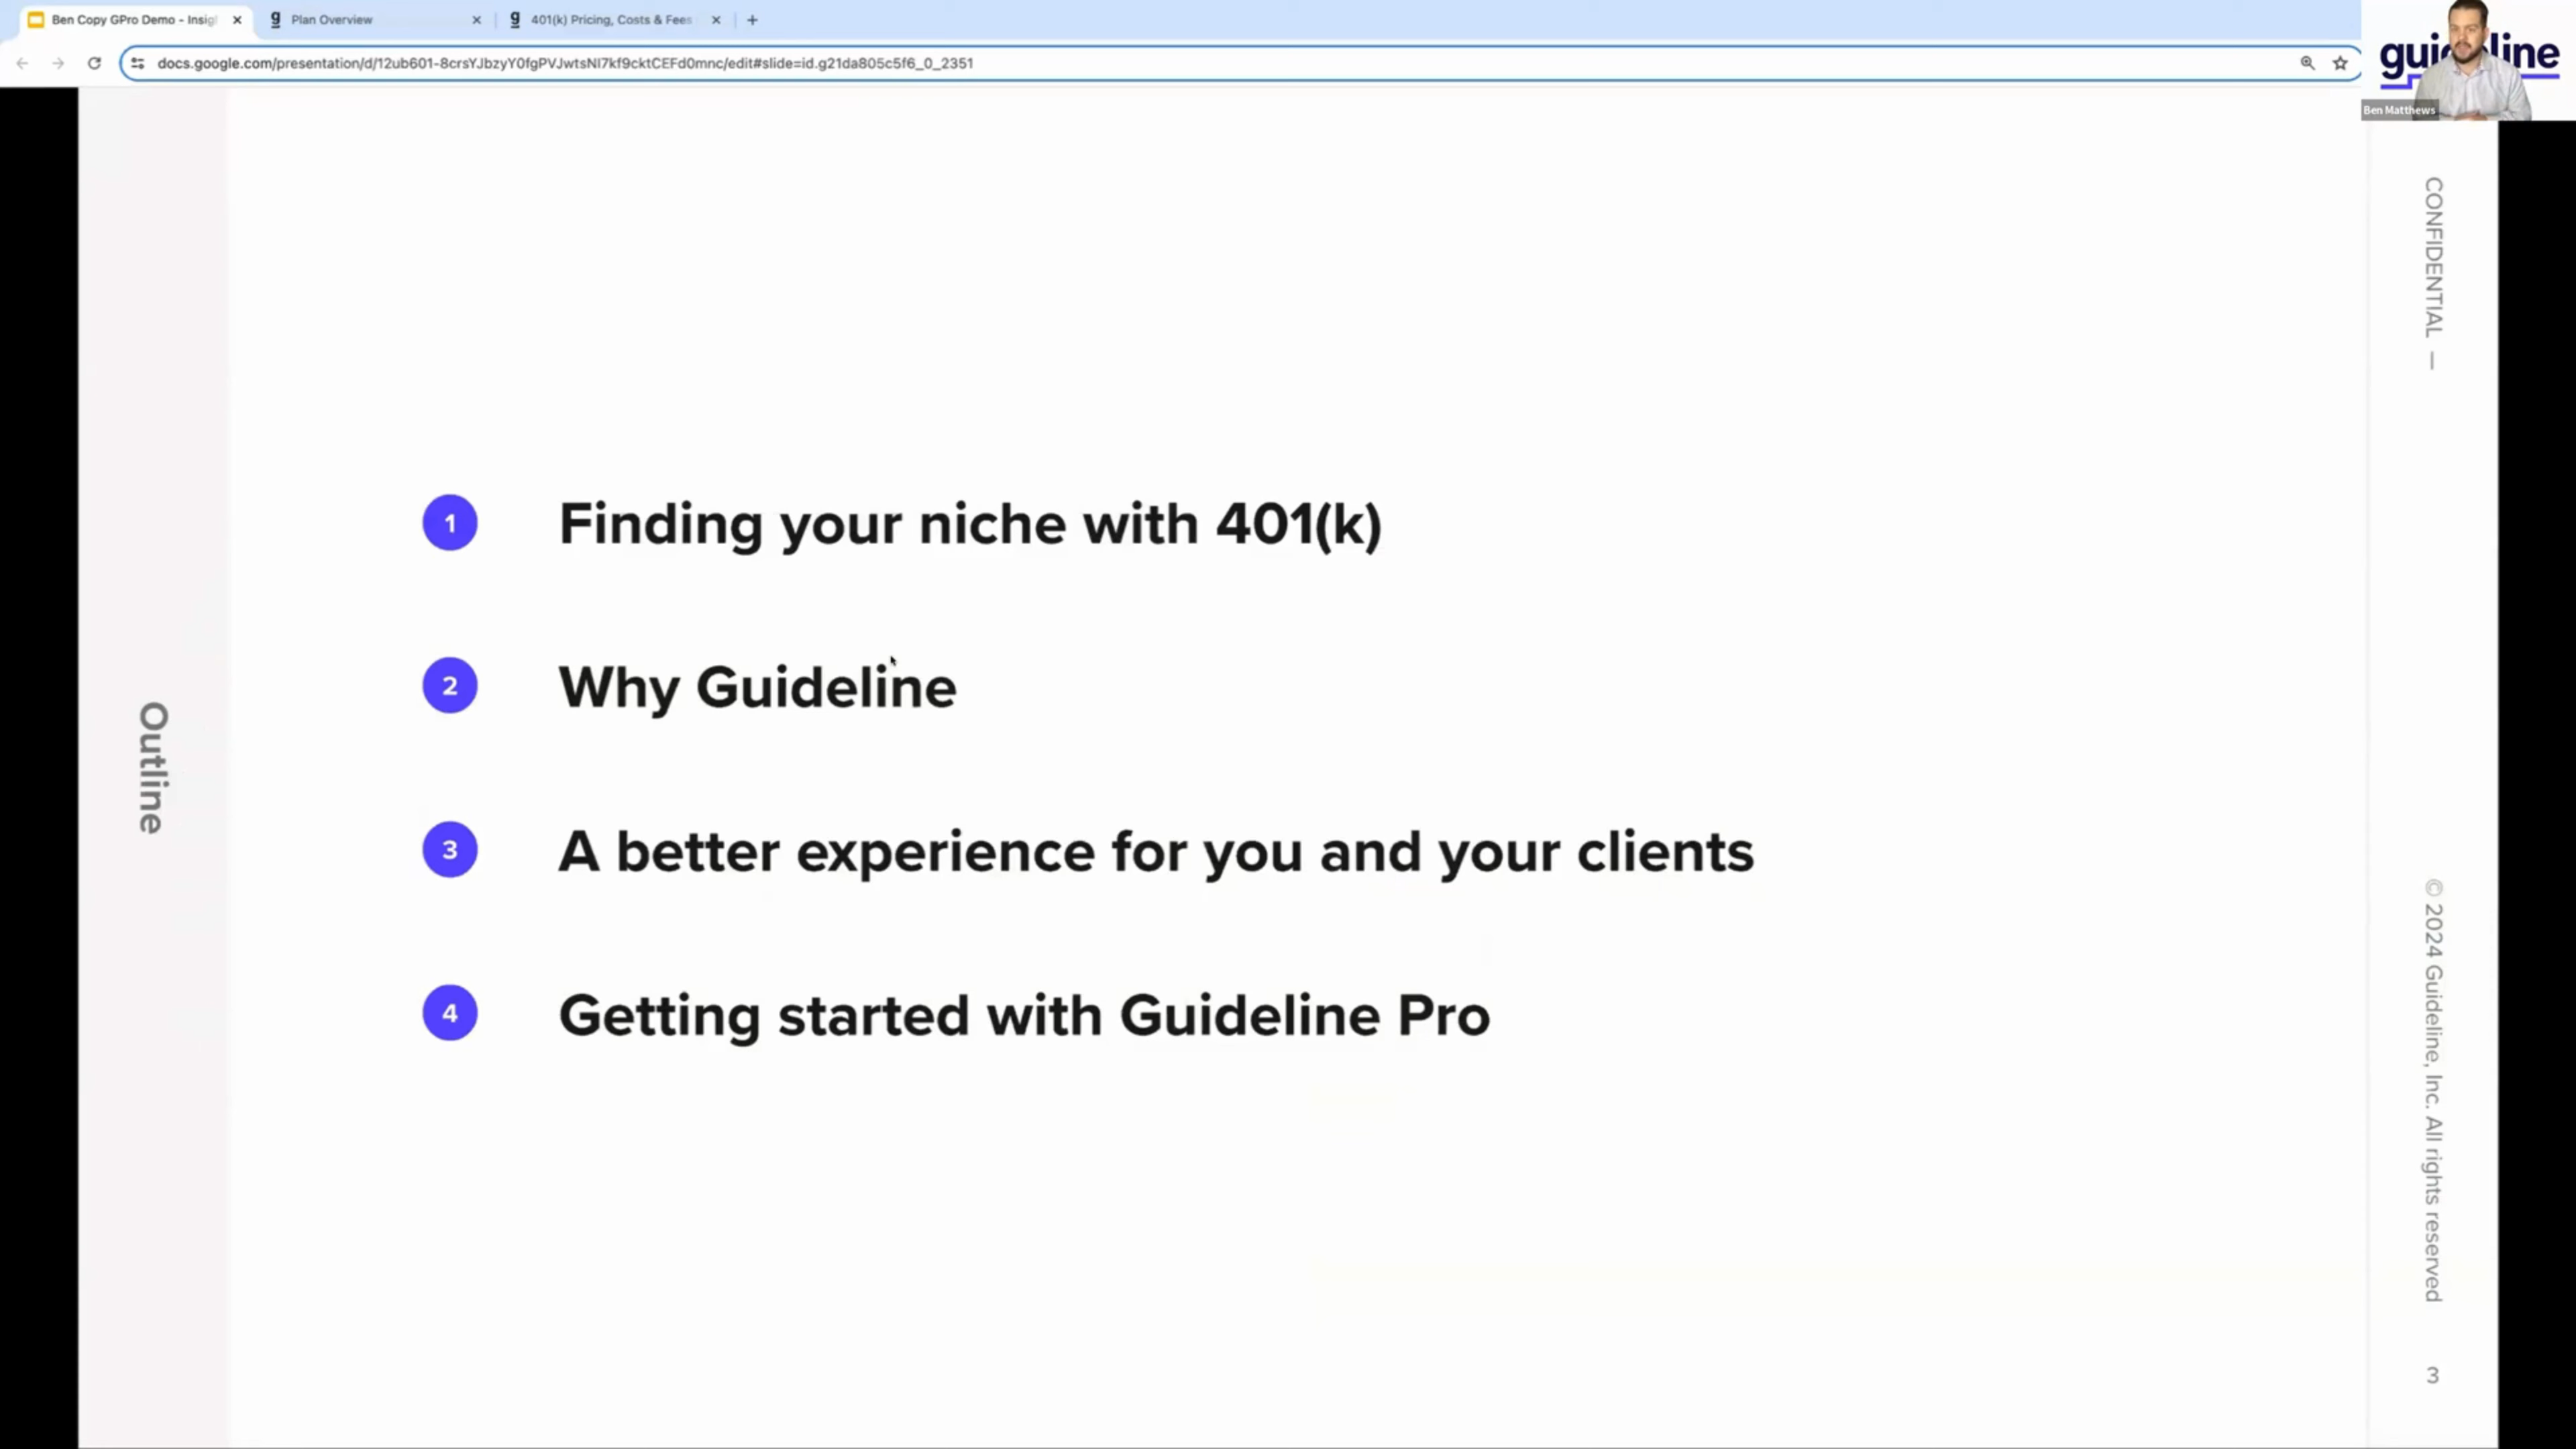 Ben Copy GPro Demo - Insig
Plan Overview
401(k) Pricing, Costs & Fees
docs.google.com/presentation/d/12ub601-8crsYJbzyY0fgPVJwtsNI7kf9cktCEFd0mnc/edit#slide=id.g21da805c5f6_0_2351
Ben Matthews
Outline
1 Finding your niche with 401(k)
2 Why Guideline
3 A better experience for you and your clients
4 Getting started with Guideline Pro
CONFIDENTIAL —
© 2024 Guideline, Inc. All rights reserved
3